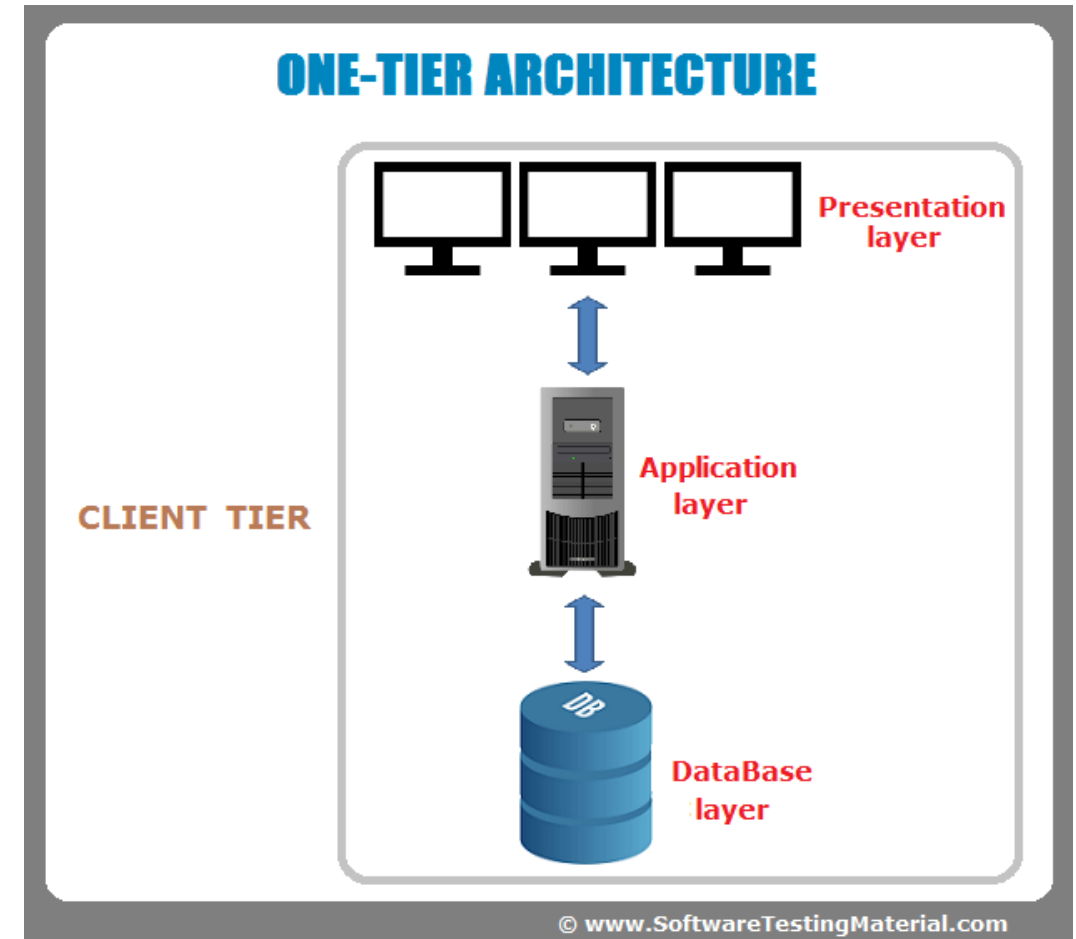 ONE-TIER ARCHITECTURE
Presentation
layer
Application
layer
CLIENT TIER
DB
DataBase
layer
© www.SoftwareTestingMaterial.com